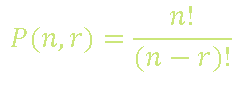 P(n, r) = n! / (n − r)!